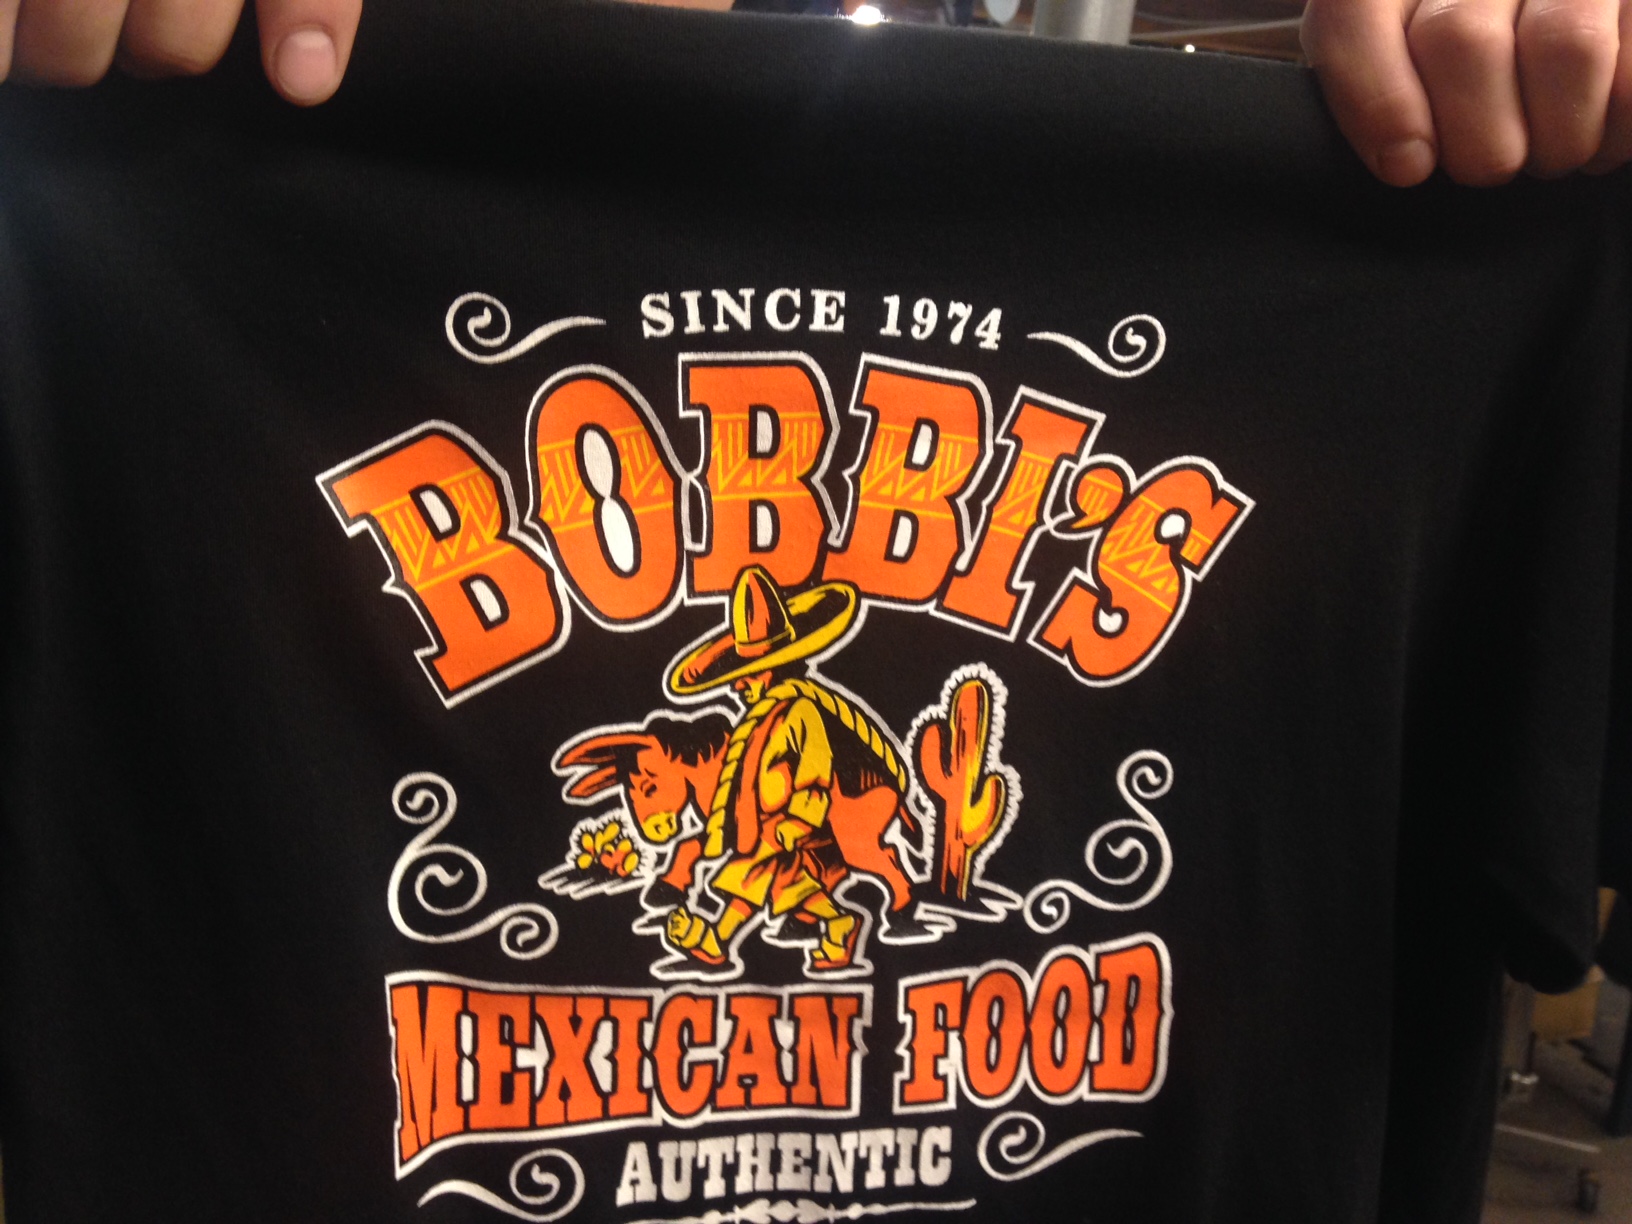 SINCE 1974
BOBBI'S
MEXICAN FOOD
AUTHENTIC